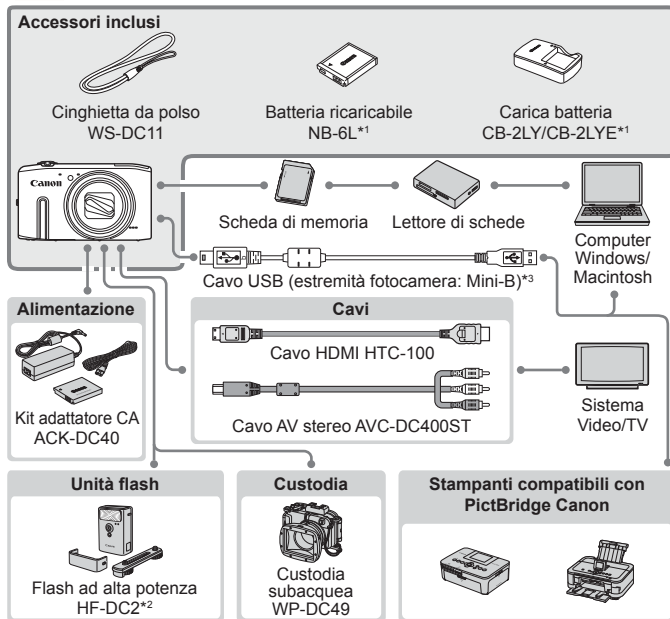 Accessori inclusi
Cinghietta da polso
WS-DC11
Batteria ricaricabile
NB-6L*1
Carica batteria
CB-2LY/CB-2LYE*1
Canon
Scheda di memoria
Lettore di schede
Computer
Windows/
Macintosh
Cavo USB (estremità fotocamera: Mini-B)*3
Alimentazione
Kit adattatore CA
ACK-DC40
Cavi
Cavo HDMI HTC-100
Cavo AV stereo AVC-DC400ST
Sistema
Video/TV
Unità flash
Flash ad alta potenza
HF-DC2*2
Custodia
Custodia
subacquea
WP-DC49
Stampanti compatibili con
PictBridge Canon